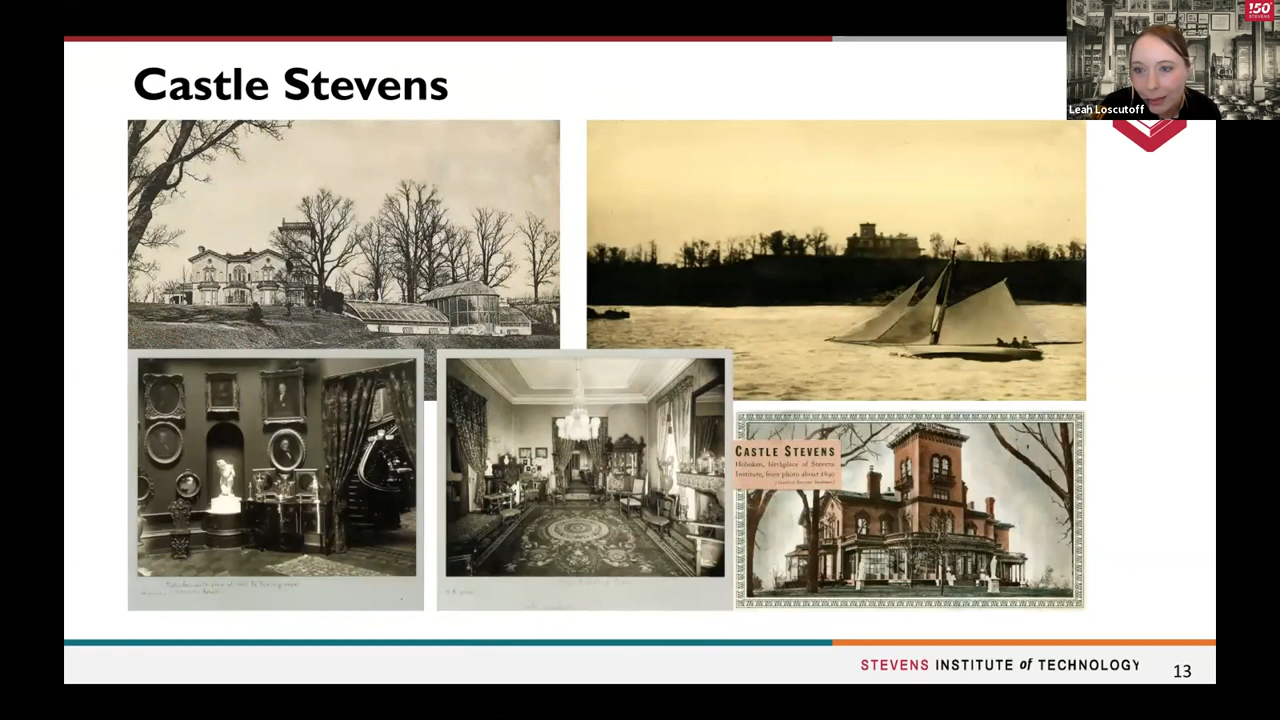 Castle Stevens
150
STEVENS
Leah Loscutoff
CASTLE STEVENS
Hoboken, birthplace of Stevens
Institute, from photo about 1890
STEVENS INSTITUTE of TECHNOLOGY
13